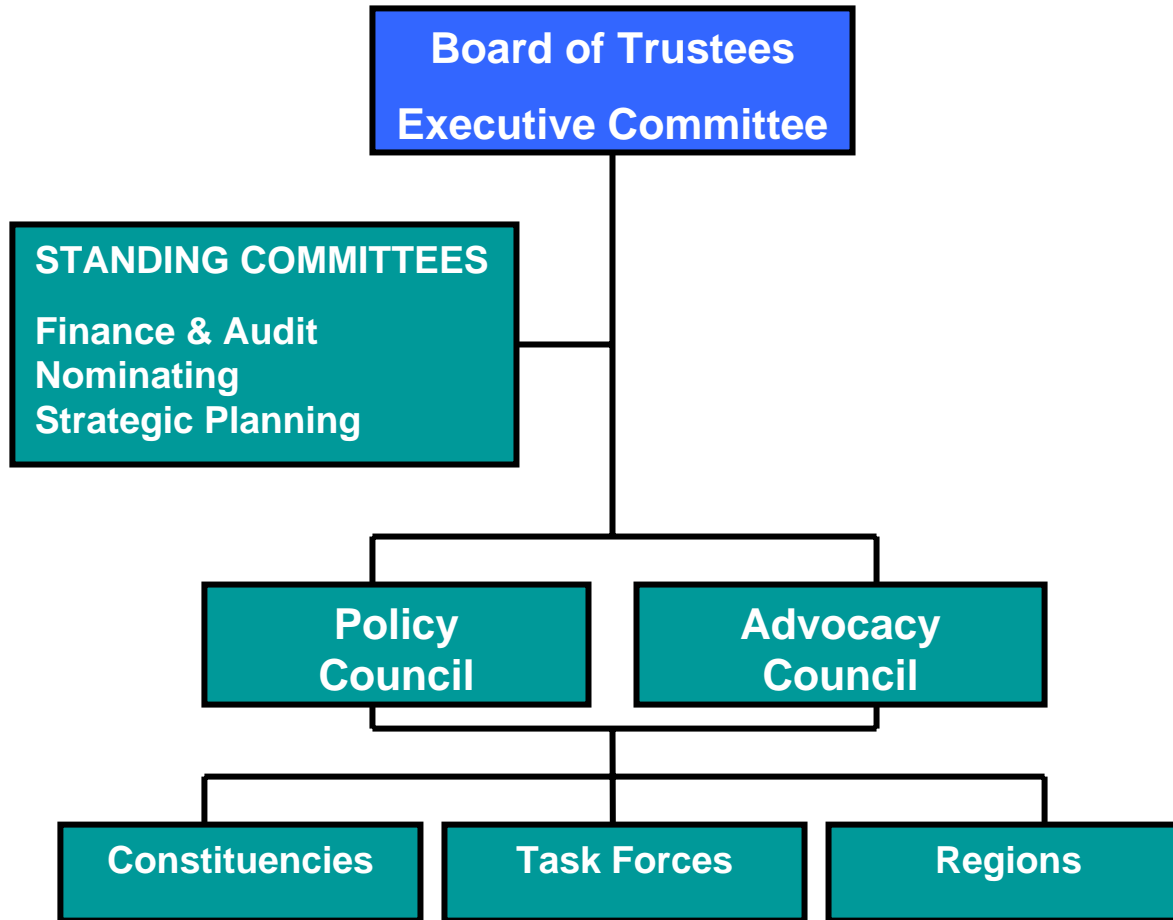 Board of Trustees
Executive Committee
STANDING COMMITTEES
Finance & Audit
Nominating
Strategic Planning
Policy
Council
Advocacy
Council
Constituencies
Task Forces
Regions